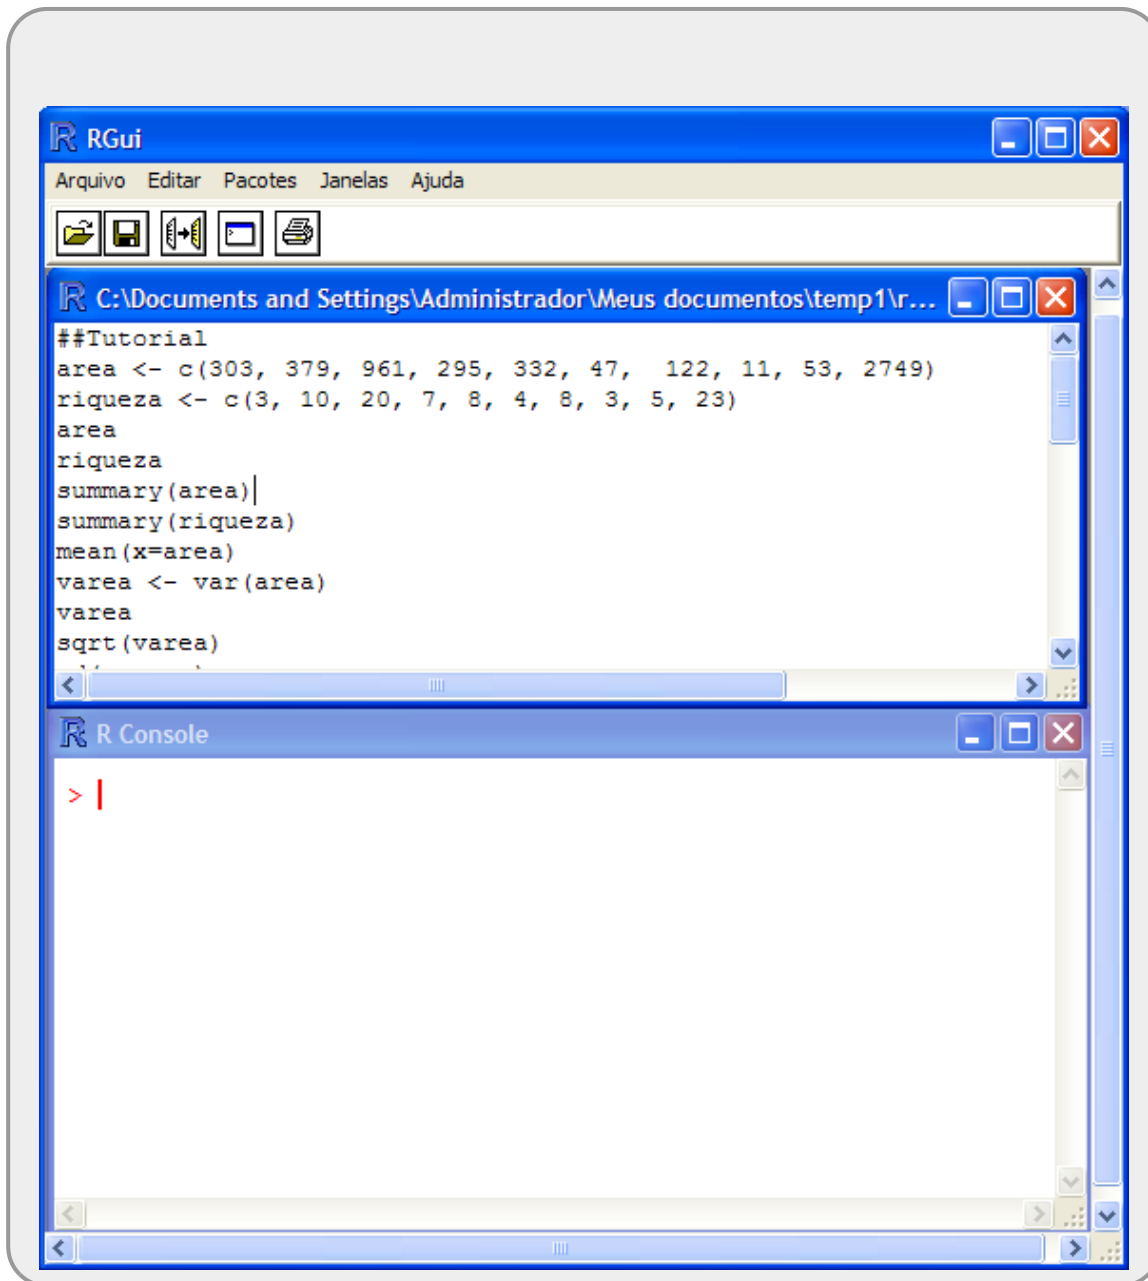 RGui
Arquivo Editar Pacotes Janelas Ajuda
C:\Documents and Settings\Administrador\Meus documentos\temp1\r...
##Tutorial
area <- c(303, 379, 961, 295, 332, 47,  122, 11, 53, 2749)
riqueza <- c(3, 10, 20, 7, 8, 4, 8, 3, 5, 23)
area
riqueza
summary(area)
summary(riqueza)
mean(x=area)
varea <- var(area)
varea
sqrt(varea)
R Console
>